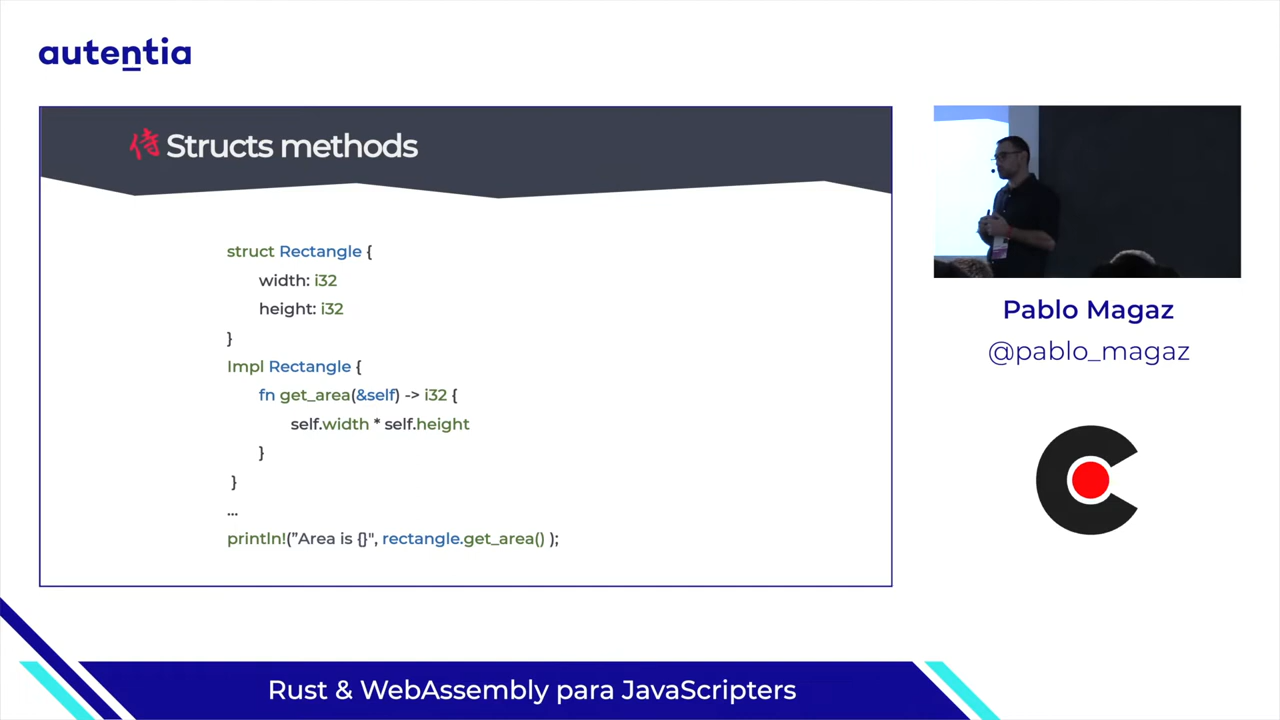 autentia
侍 Structs methods
struct Rectangle {
width: i32
height: i32
}
Impl Rectangle {
fn get_area(&self) -> i32 {
self.width * self.height
}
}
...
println!("Area is {}", rectangle.get_area() );
Pablo Magaz
@pablo_magaz
Rust & WebAssembly para JavaScripters